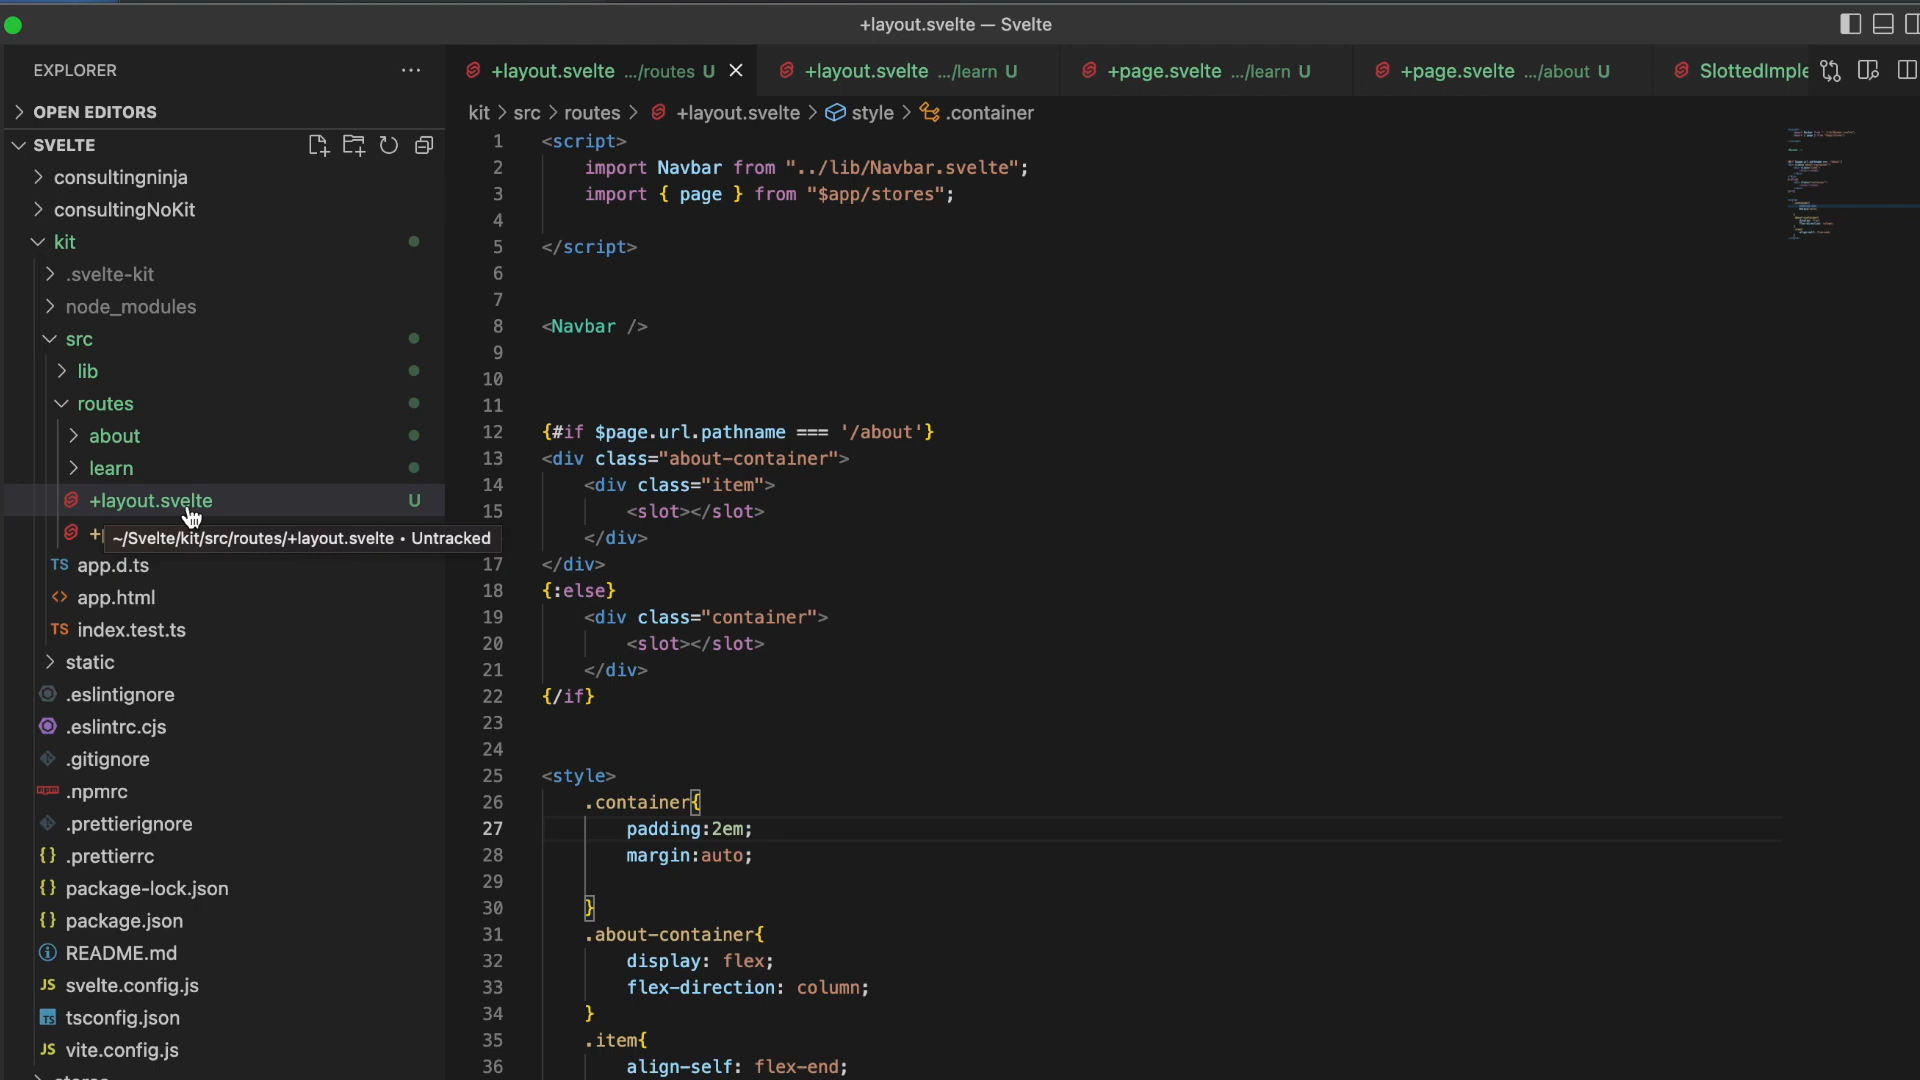 +layout.svelte — Svelte
EXPLORER
OPEN EDITORS
SVELTE
consultingninja
consultingNoKit
kit
.svelte-kit
node_modules
src
lib
routes
about
learn
+layout.svelte U
+
~/Svelte/kit/src/routes/+layout.svelte • Untracked
TS app.d.ts
<> app.html
TS index.test.ts
static
.eslintignore
.eslintrc.cjs
.gitignore
.npmrc
.prettierignore
{} .prettierrc
{} package-lock.json
{} package.json
README.md
JS svelte.config.js
TS tsconfig.json
JS vite.config.js
+layout.svelte .../routes U
+layout.svelte .../learn U
+page.svelte .../learn U
+page.svelte .../about U
SlottedImple
kit > src > routes > +layout.svelte > style > .container
1 <script>
2 import Navbar from "../lib/Navbar.svelte";
3 import { page } from "$app/stores";
4
5 </script>
6
7
8 <Navbar />
9
10
11
12 {#if $page.url.pathname === '/about'}
13 <div class="about-container">
14 <div class="item">
15 <slot></slot>
</div>
17 </div>
18 {:else}
19 <div class="container">
20 <slot></slot>
21 </div>
22 {/if}
23
24
25 <style>
26 .container{
27 padding:2em;
28 margin:auto;
29
30 }
31 .about-container{
32 display: flex;
33 flex-direction: column;
34 }
35 .item{
36 align-self: flex-end;